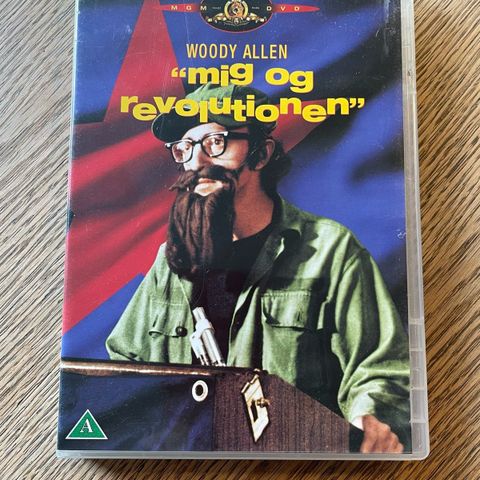 MGM DVD
WOODY ALLEN
"mig og
revolutionen"
A